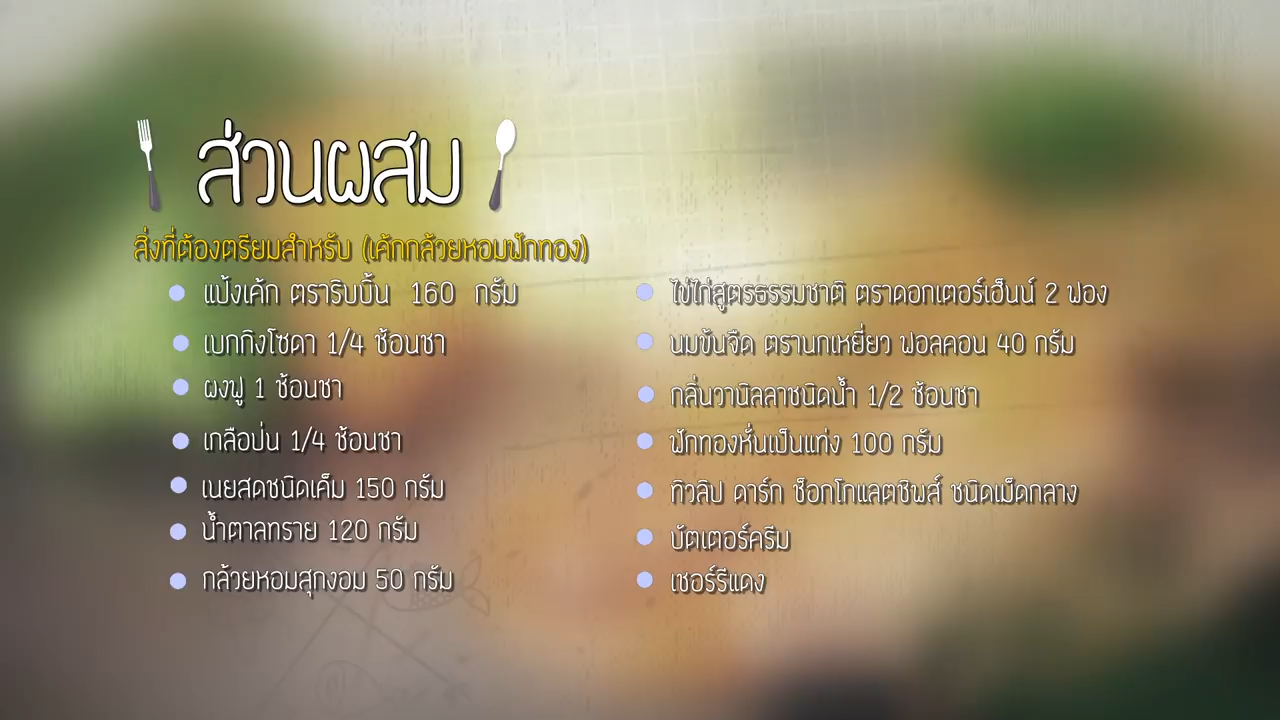 ส่วนผสม
สิ่งที่ต้องตรียมสำหรับ (เค้กกล้วยหอมฟักทอง)
แป้งเค้ก ตราริบบิ้น 160 กรัม
เบกกิงโซดา 1/4 ช้อนชา
ผงฟู 1 ช้อนชา
เกลือป่น 1/4 ช้อนชา
เนยสดชนิดเค็ม 150 กรัม
น้ำตาลทราย 120 กรัม
กล้วยหอมสุกงอม 50 กรัม
ไข่ไก่สูตรธรรมชาติ ตราดอกเตอร์เฮ็นน์ 2 ฟอง
นมข้นจืด ตรานกเหยี่ยว ฟอลคอน 40 กรัม
กลิ่นวานิลลาชนิดน้ำ 1/2 ช้อนชา
ฟักทองหั่นเป็นแท่ง 100 กรัม
ทิวลิป ดาร์ก ช็อกโกแลตชิพส์ ชนิดเม็ดกลาง
บัตเตอร์ครีม
เชอร์รีแดง